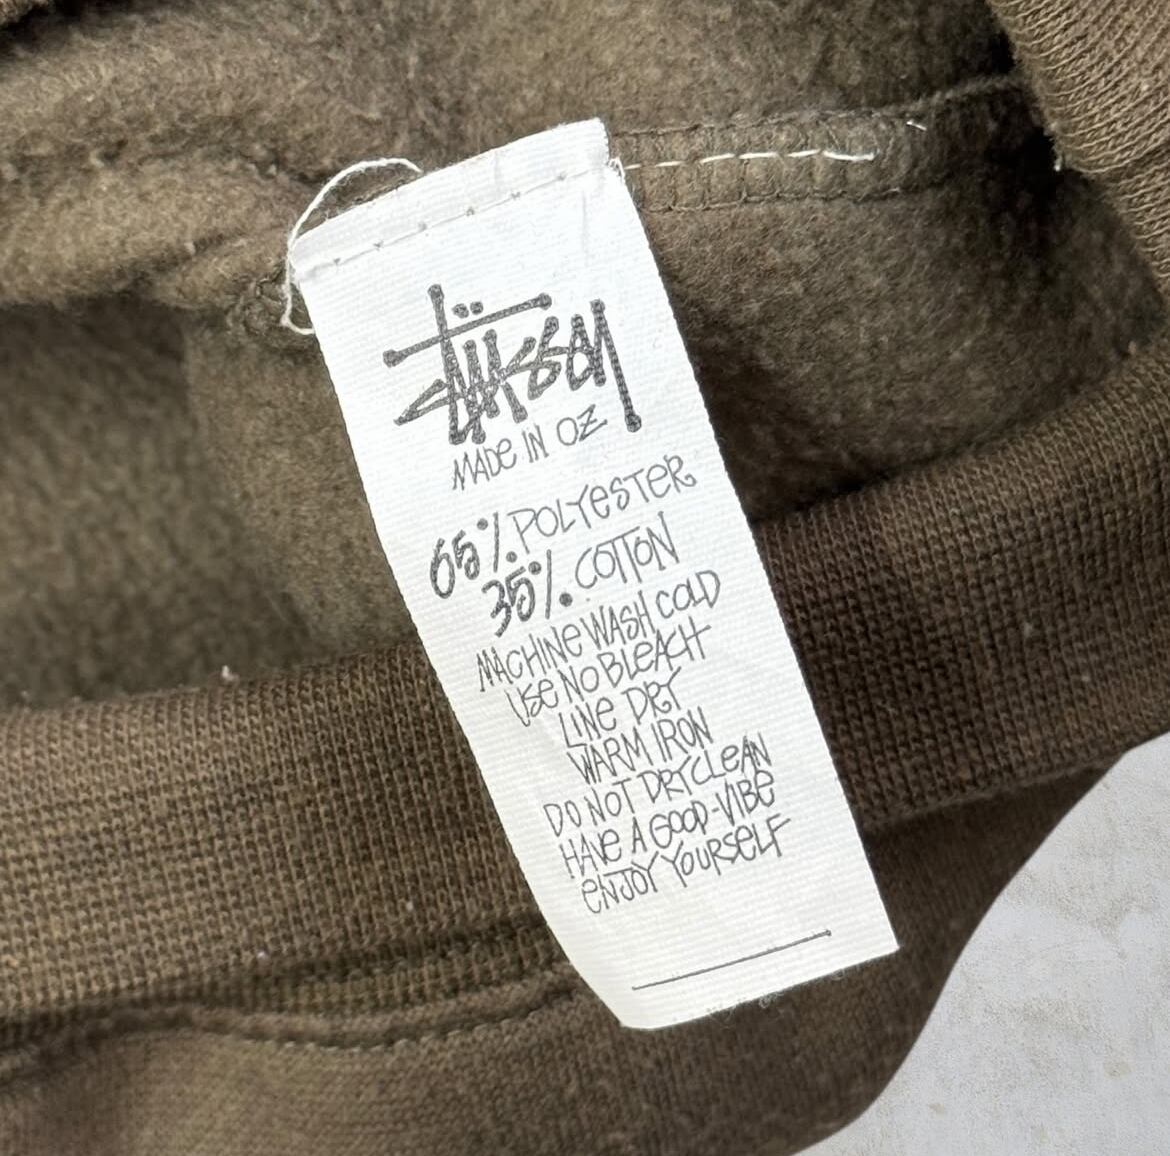 Stüssy
MADE IN OZ
65% POLYESTER
35% COTTON
MACHINE WASH COLD
USE NO BLEACH
LINE DRY
WARM IRON
DO NOT DRYCLEAN
HAVE A GOOD-VIBE
ENJOY YOURSELF